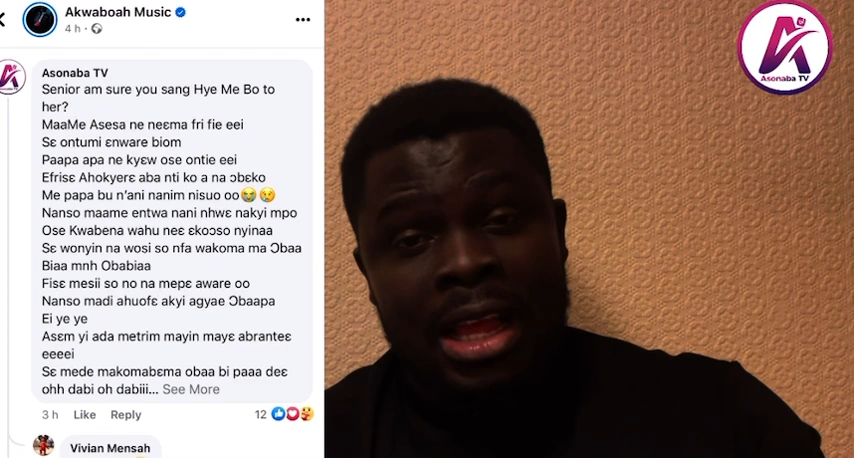 Akwaboah Music
4 h ·
Asonaba TV
Senior am sure you sang Hye Me Bo to
her?
MaaMe Asesa ne neɛma fri fie eei
Sɛ ontumi ɛnware biom
Paapa apa ne kyɛw ose ontie eei
Efrisɛ Ahokyerɛ aba nti ko a na ɔbɛko
Me papa bu n'ani nanim nisuo oo😭😢
Nanso maame entwa nani nhwɛ nakyi mpo
Ose Kwabena wahu neɛ ɛkoɔso nyinaa
Sɛ wonyin na wosi so nfa wakoma ma Ɔbaa
Biaa mnh Obabiaa
Fisɛ mesii so no na mepɛ aware oo
Nanso madi ahuofɛ akyi agyae Ɔbaapa
Ei ye ye
Asɛm yi ada metrim mayin mayɛ abranteɛ
eeeei
Sɛ mede makomabɛma obaa bi paaa deɛ
ohh dabi oh dabiii... See More
3 h Like Reply 12
Vivian Mensah
Asonaba TV